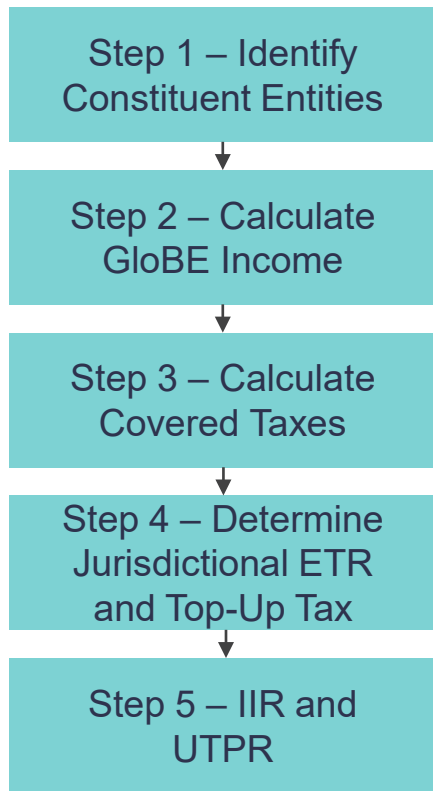 Step 1 – Identify
Constituent Entities
Step 2 – Calculate
GloBE Income
Step 3 – Calculate
Covered Taxes
Step 4 – Determine
Jurisdictional ETR
and Top-Up Tax
Step 5 – IIR and
UTPR